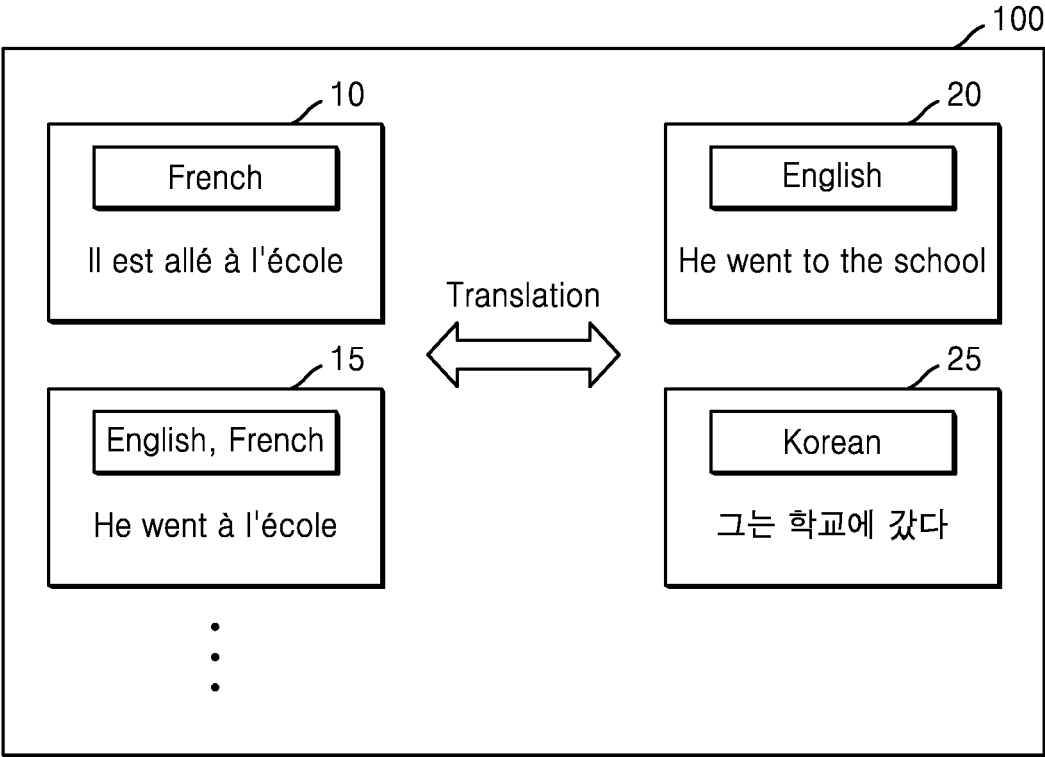 100
10
French
Il est allé à l'école
15
English, French
He went à l'école
Translation
20
English
He went to the school
25
Korean
그는 학교에 갔다